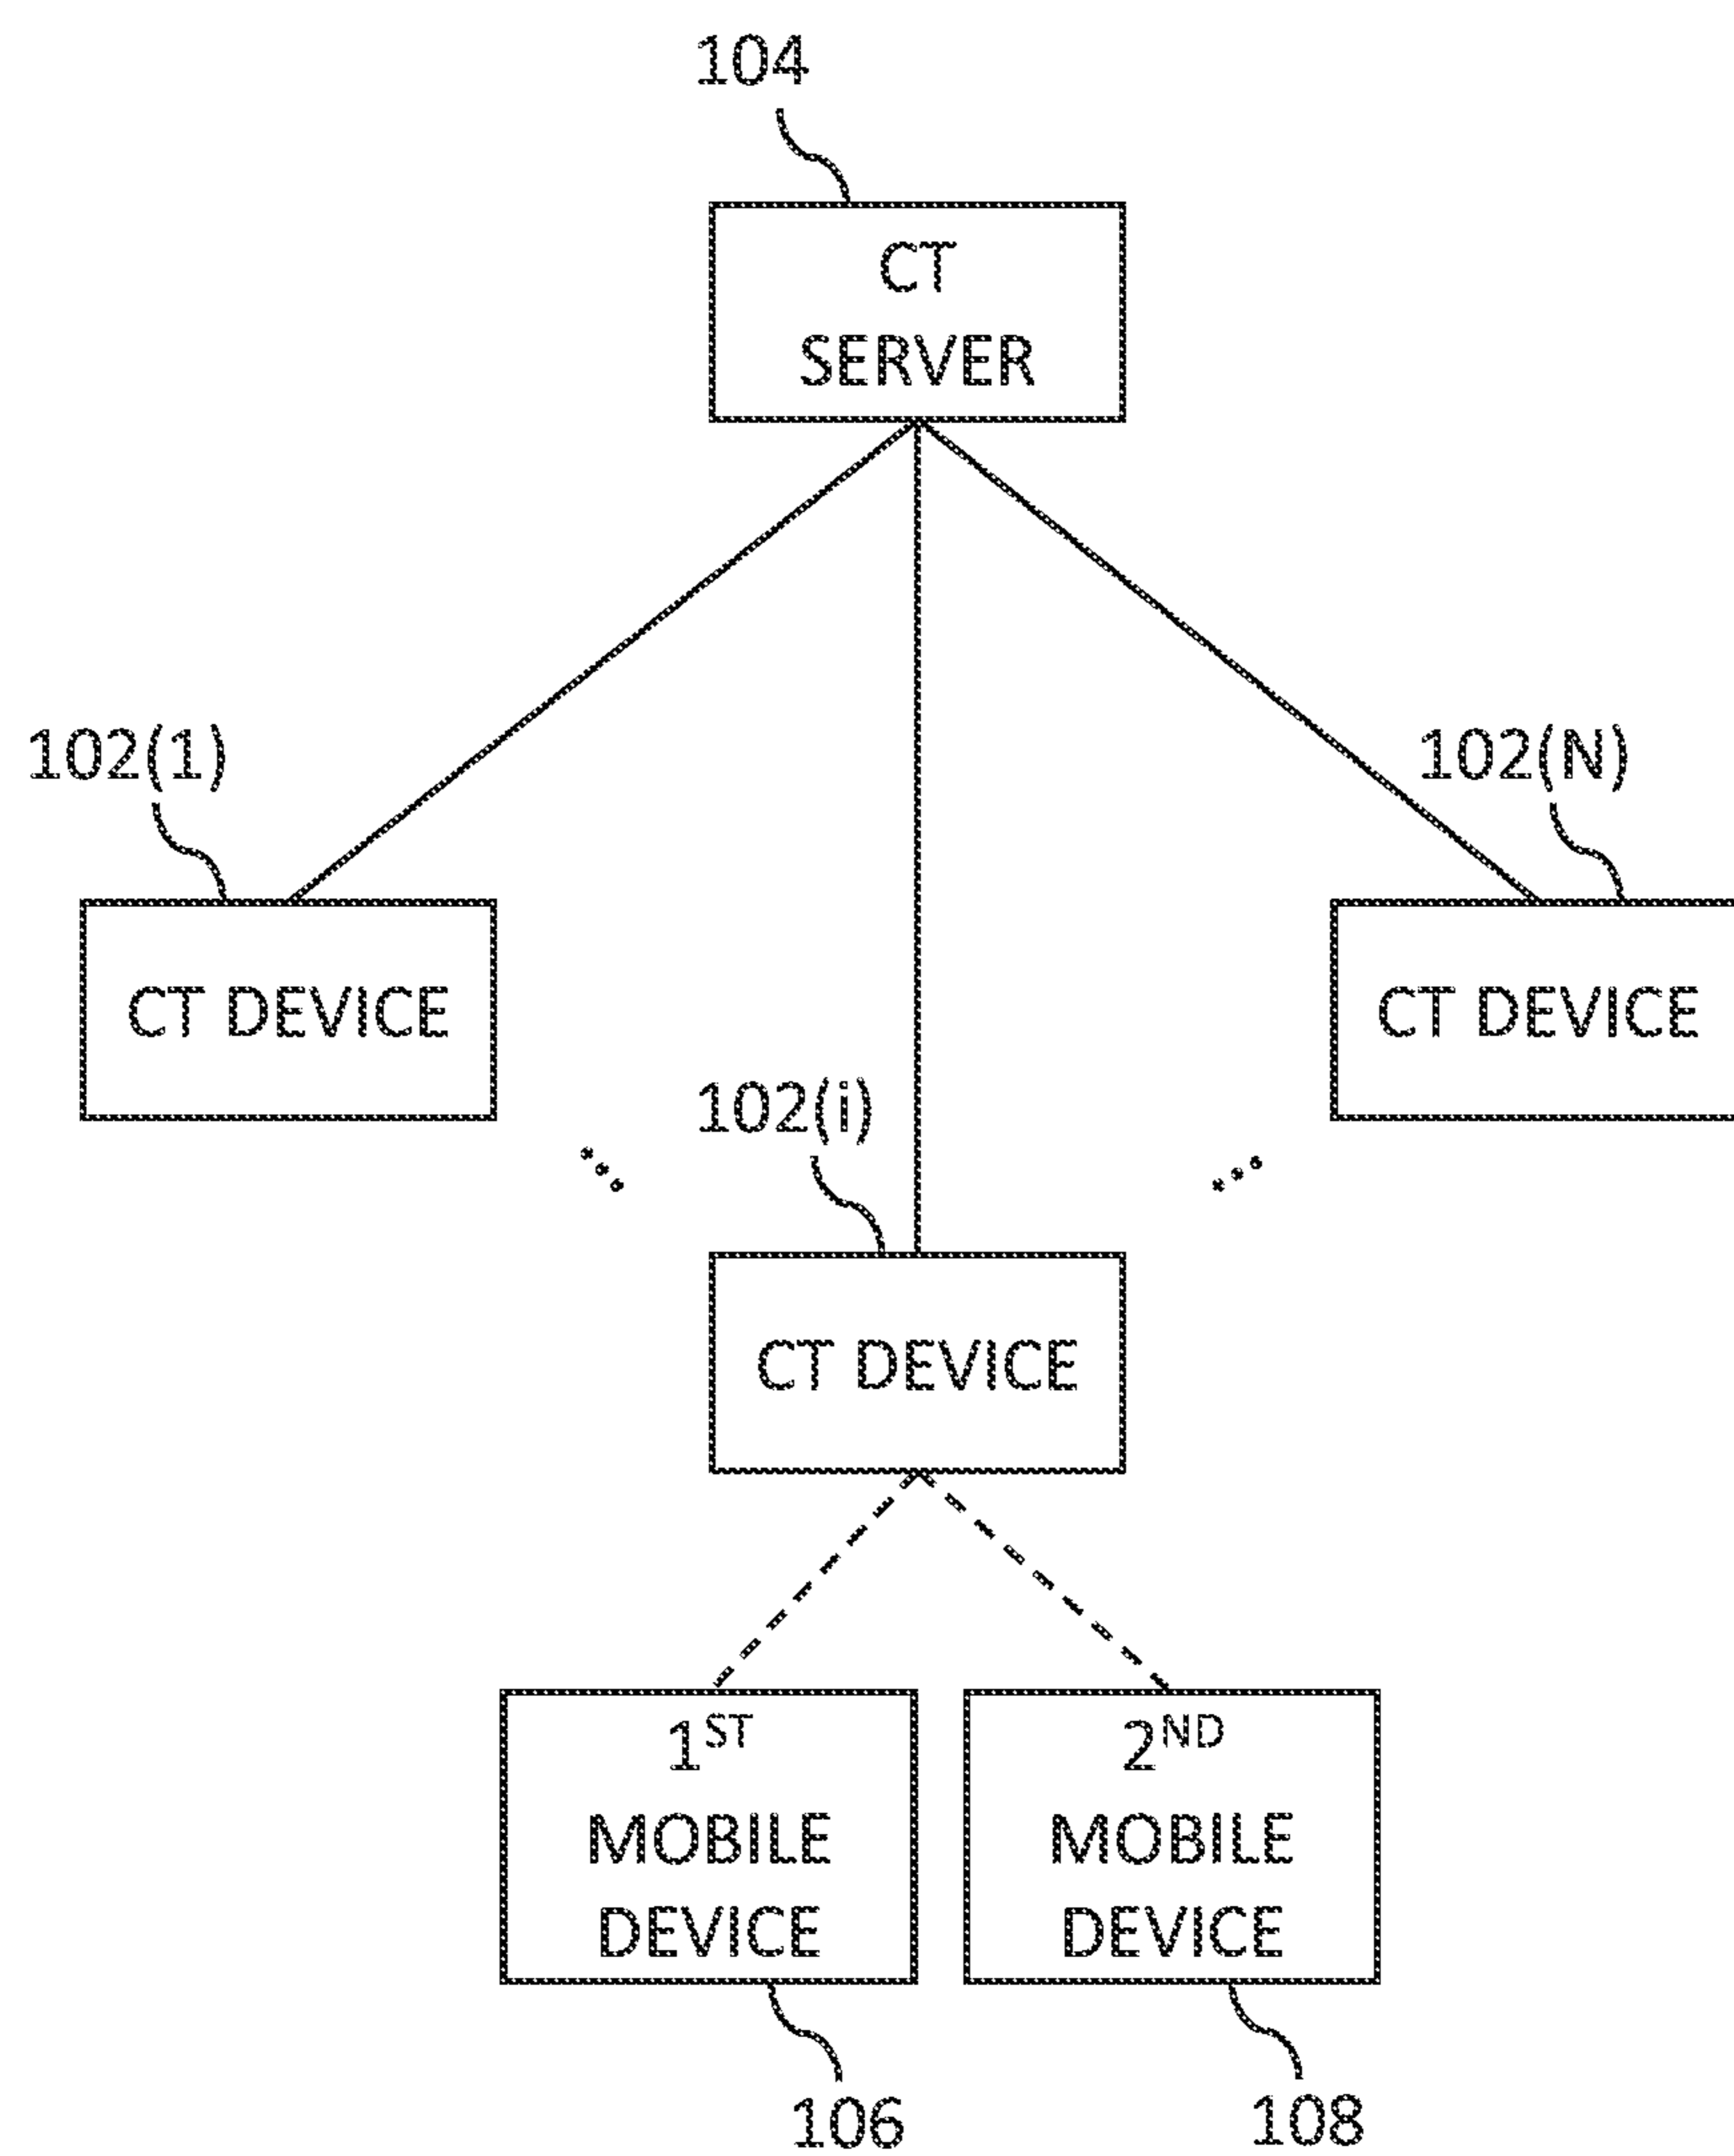 104
CT
SERVER
102(1)
102(N)
CT DEVICE
CT DEVICE
102(i)
CT DEVICE
1ST
MOBILE
DEVICE
2ND
MOBILE
DEVICE
106
108